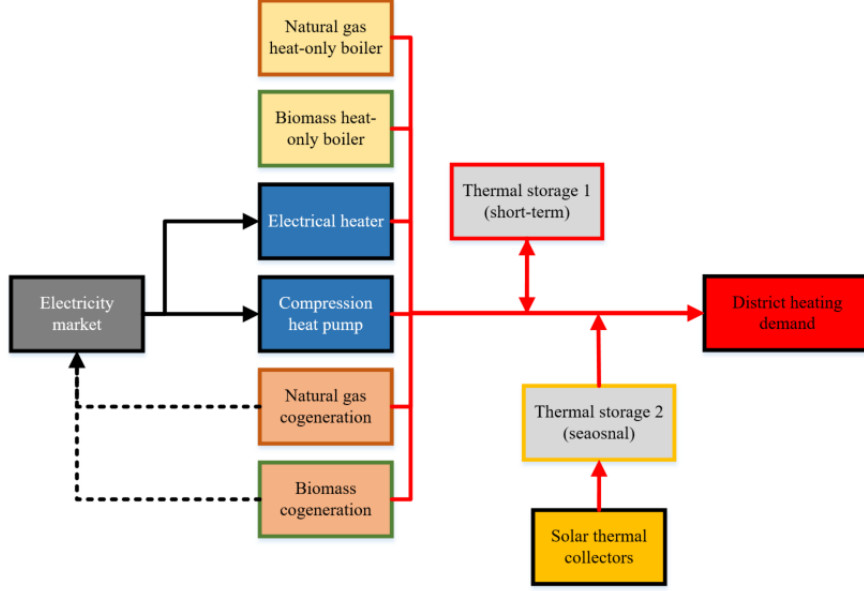 Natural gas
heat-only boiler
Biomass heat-
only boiler
Electrical heater
Thermal storage 1
(short-term)
Electricity
market
Compression
heat pump
District heating
demand
Natural gas
cogeneration
Thermal storage 2
(seaosnal)
Biomass
cogeneration
Solar thermal
collectors